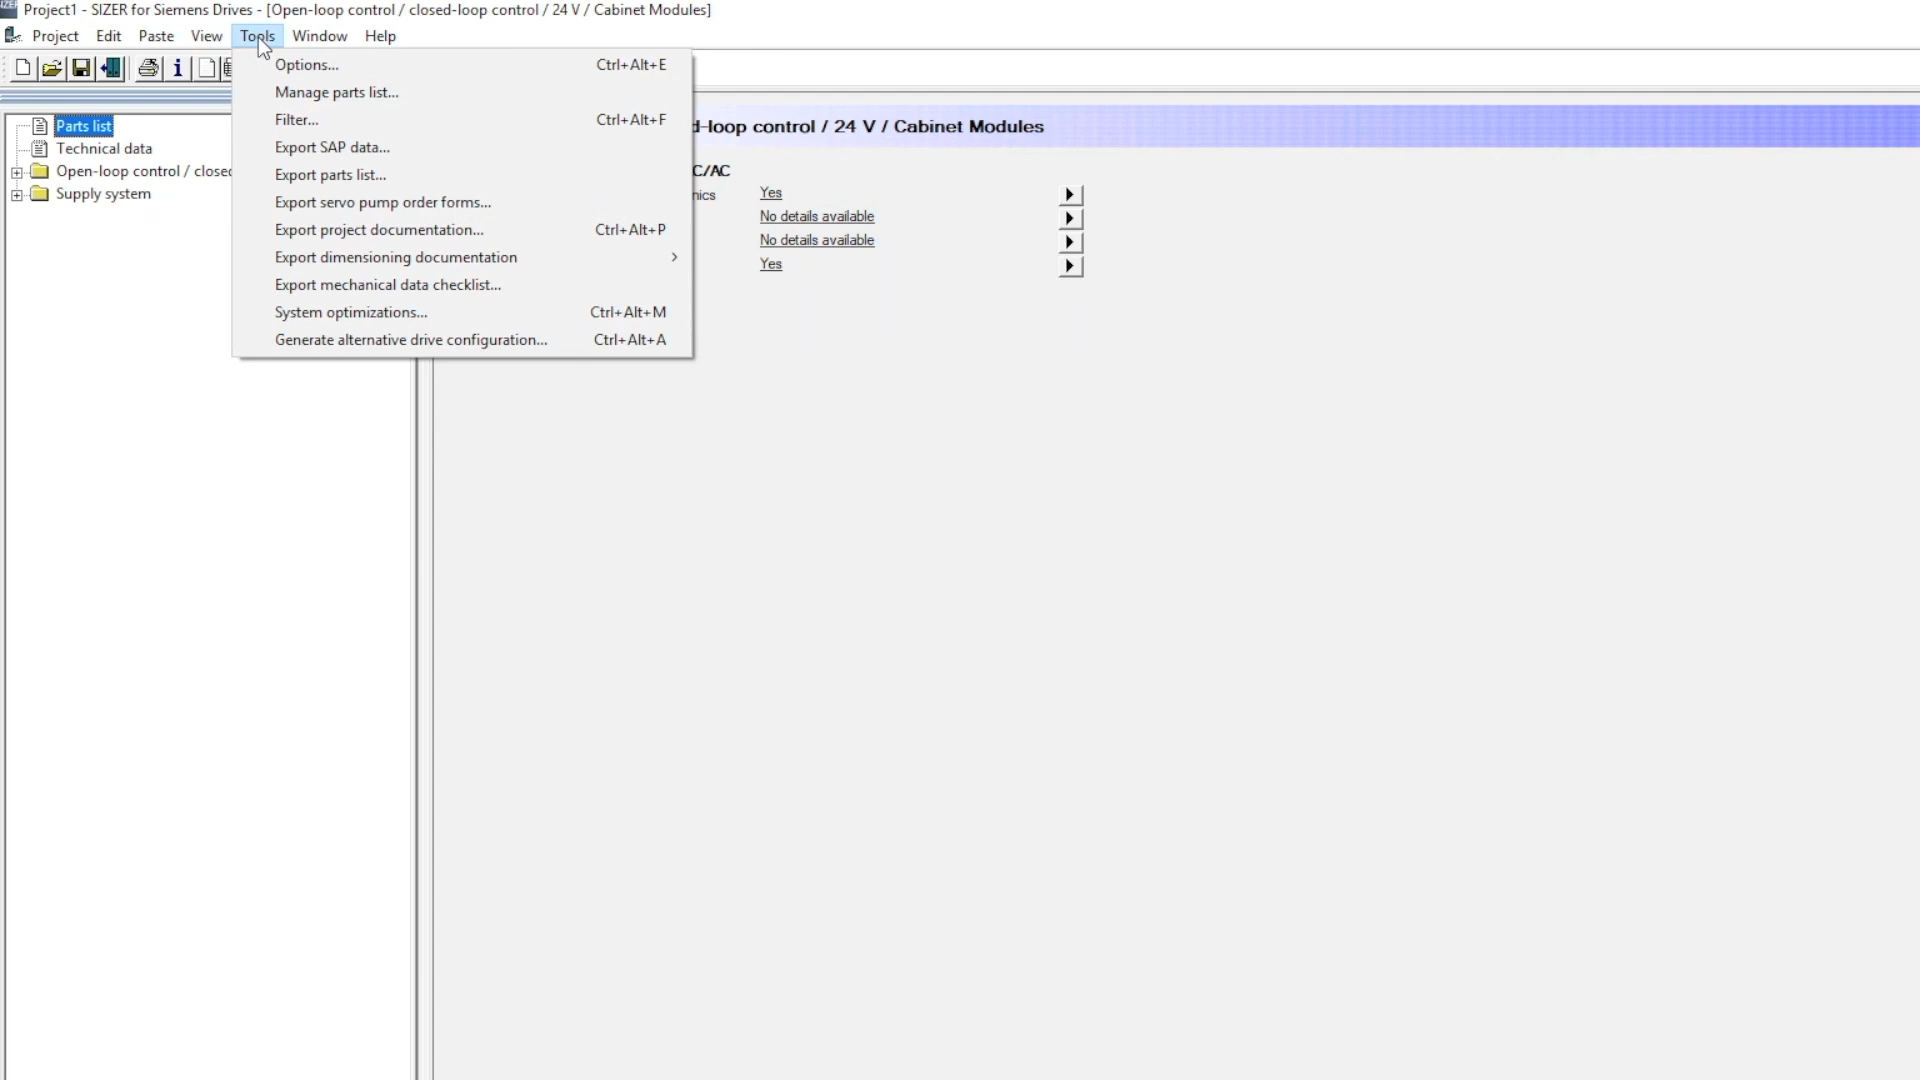 Project1 - SIZER for Siemens Drives - [Open-loop control / closed-loop control / 24 V / Cabinet Modules]
Project Edit Paste View Tools Window Help
Options... Ctrl+Alt+E
Manage parts list...
Filter... Ctrl+Alt+F
Export SAP data...
Export parts list...
Export servo pump order forms...
Export project documentation... Ctrl+Alt+P
Export dimensioning documentation
Export mechanical data checklist...
System optimizations... Ctrl+Alt+M
Generate alternative drive configuration... Ctrl+Alt+A
Parts list
Technical data
Open-loop control / close
Supply system
d-loop control / 24 V / Cabinet Modules
C/AC
nics Yes
No details available
No details available
Yes